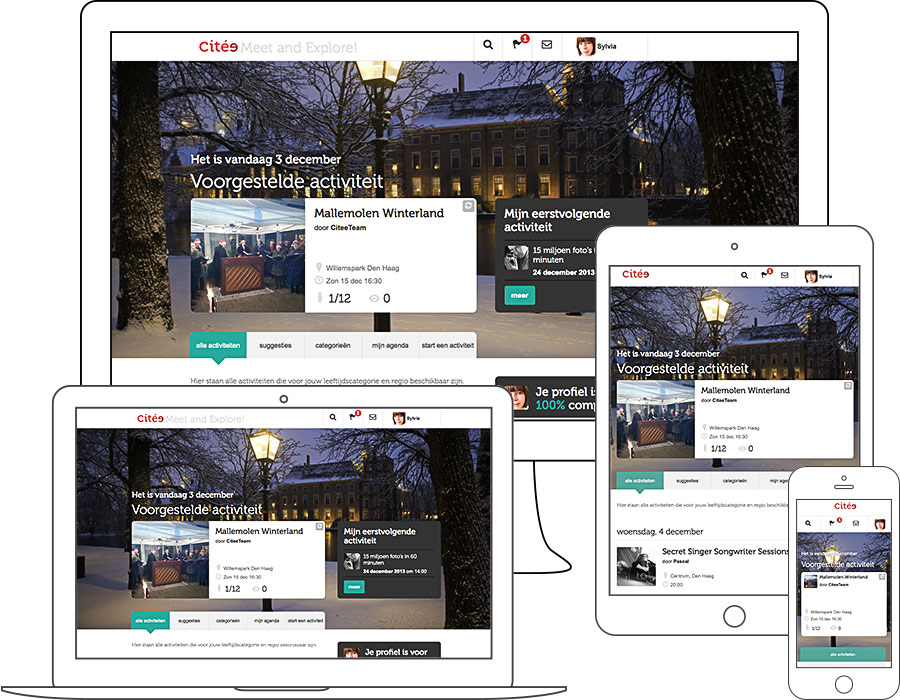 Citée Meet and Explore!
1
Sylvia
Het is vandaag 3 december
Voorgestelde activiteit
Mallemolen Winterland
door CiteeTeam
Willemspark Den Haag
Zon 15 dec 16:30
1/12 0
Mijn eerstvolgende
activiteit
15 miljoen foto's
minuten
24 december 2013
meer
alle activiteiten suggesties categorieën mijn agenda start een activiteit
Hier staan alle activiteiten die voor jouw leeftijdscategorie en regio beschikbaar zijn.
Je profiel is
100%
Citée
1
Sylvia
Het is vandaag 3 december
Voorgestelde activiteit
Mallemolen Winterland
door CiteeTeam
Willemspark Den Haag
Zon 15 dec 16:30
1/12 0
alle activiteiten suggesties categorieën mijn
Hier staan alle activiteiten die voor jouw leeftijdscategorie en regio
woensdag, 4 december
Secret Singer Songwriter Sessions
door Pascal
Centrum, Den Haag
20:00
Citée Meet and Explore!
1
Sylvia
Het is vandaag 3 december
Voorgestelde activiteit
Mallemolen Winterland
door CiteeTeam
Willemspark Den Haag
Zon 15 dec 16:30
1/12 0
Mijn eerstvolgende
activiteit
15 miljoen foto's in 60
minuten
24 december 2013 om 14:00
meer
alle activiteiten suggesties categorieën mijn agenda start een activiteit
Hier staan alle activiteiten die voor jouw leeftijdscategorie en regio beschikbaar zijn.
Je profiel is voor
Citée
1
Het is vandaag 3 december
Voorgestelde activiteit
Mallemolen Winterland
door CiteeTeam
Willemspark Den Haag
Zon 15 dec 16:30
1/12 0
alle activiteiten